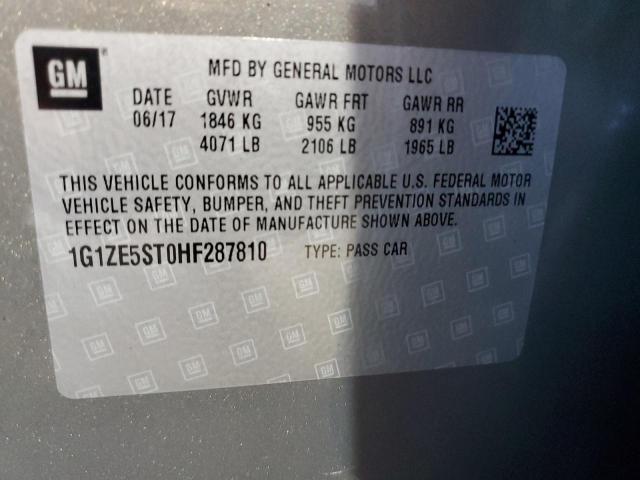 GM
MFD BY GENERAL MOTORS LLC
DATE GVWR GAWR FRT GAWR RR
06/17 1846 KG 955 KG 891 KG
4071 LB 2106 LB 1965 LB
THIS VEHICLE CONFORMS TO ALL APPLICABLE U.S. FEDERAL MOTOR
VEHICLE SAFETY, BUMPER, AND THEFT PREVENTION STANDARDS IN
EFFECT ON THE DATE OF MANUFACTURE SHOWN ABOVE.
1G1ZE5ST0HF287810 TYPE: PASS CAR